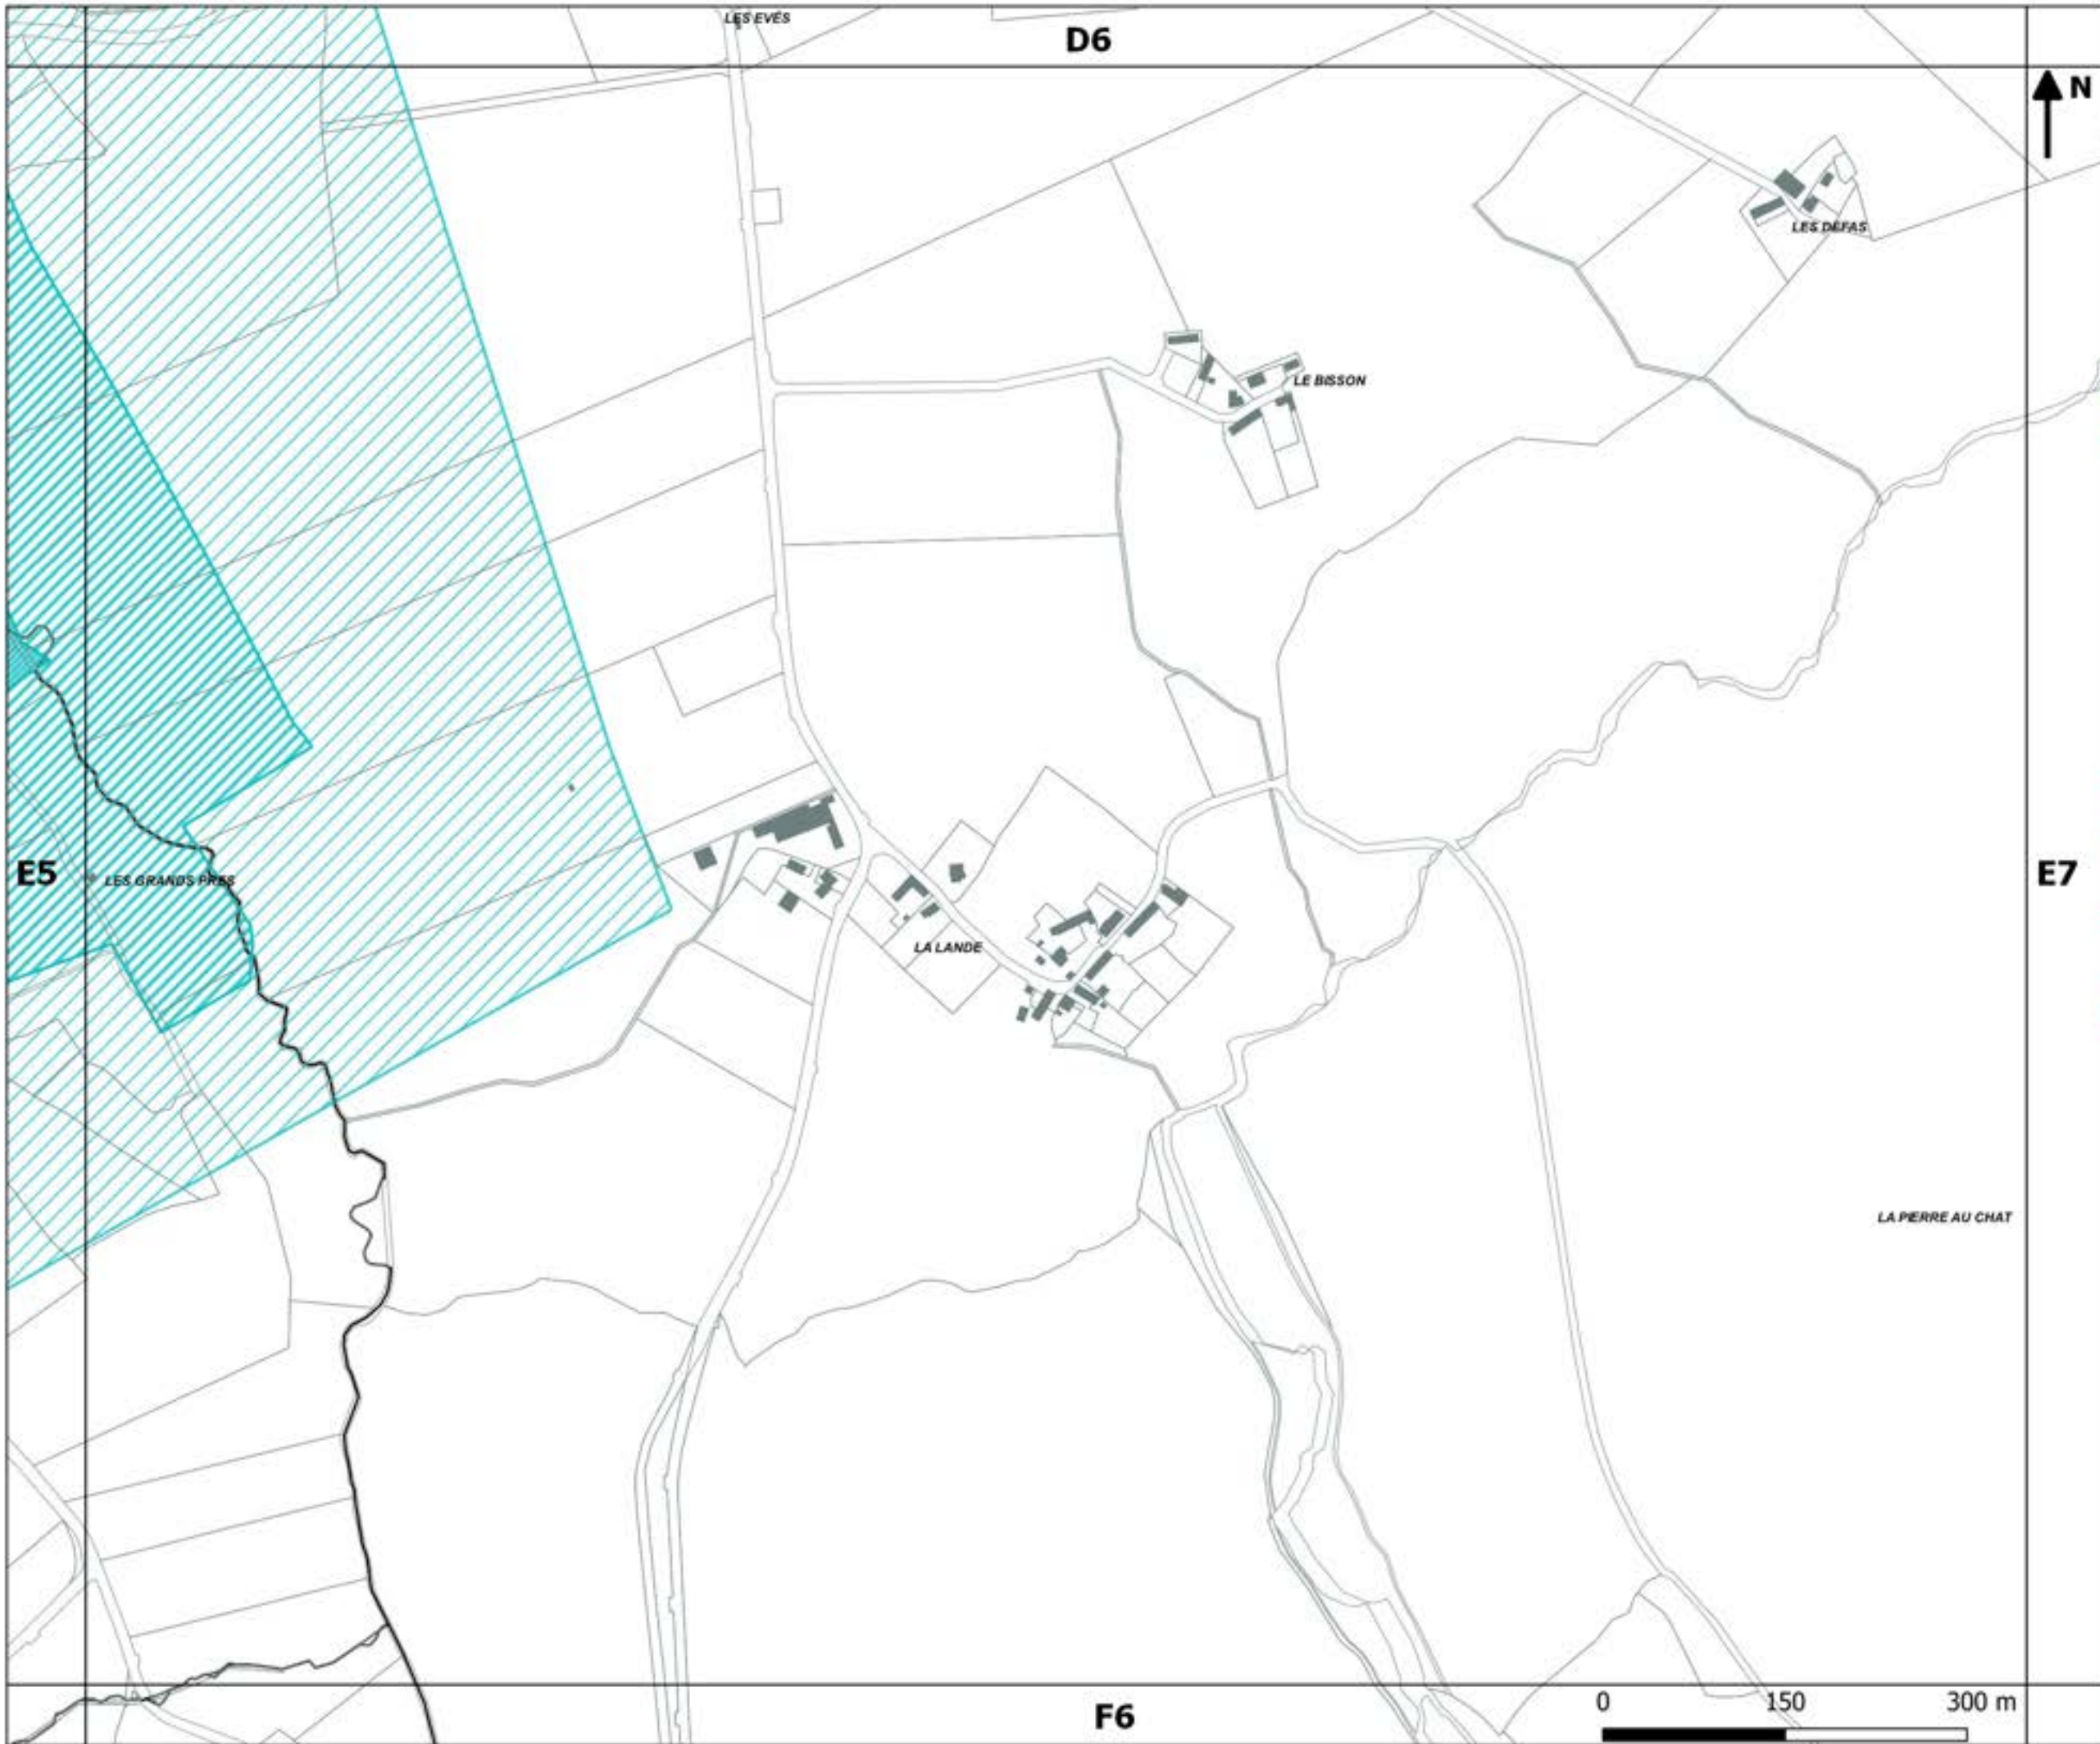 LES EVÉS
D6
N
LES DEFAS
LE BISSON
E5
LES GRANDS PRES
E7
LA LANDE
LA PIERRE AU CHAT
F6
0 150 300 m